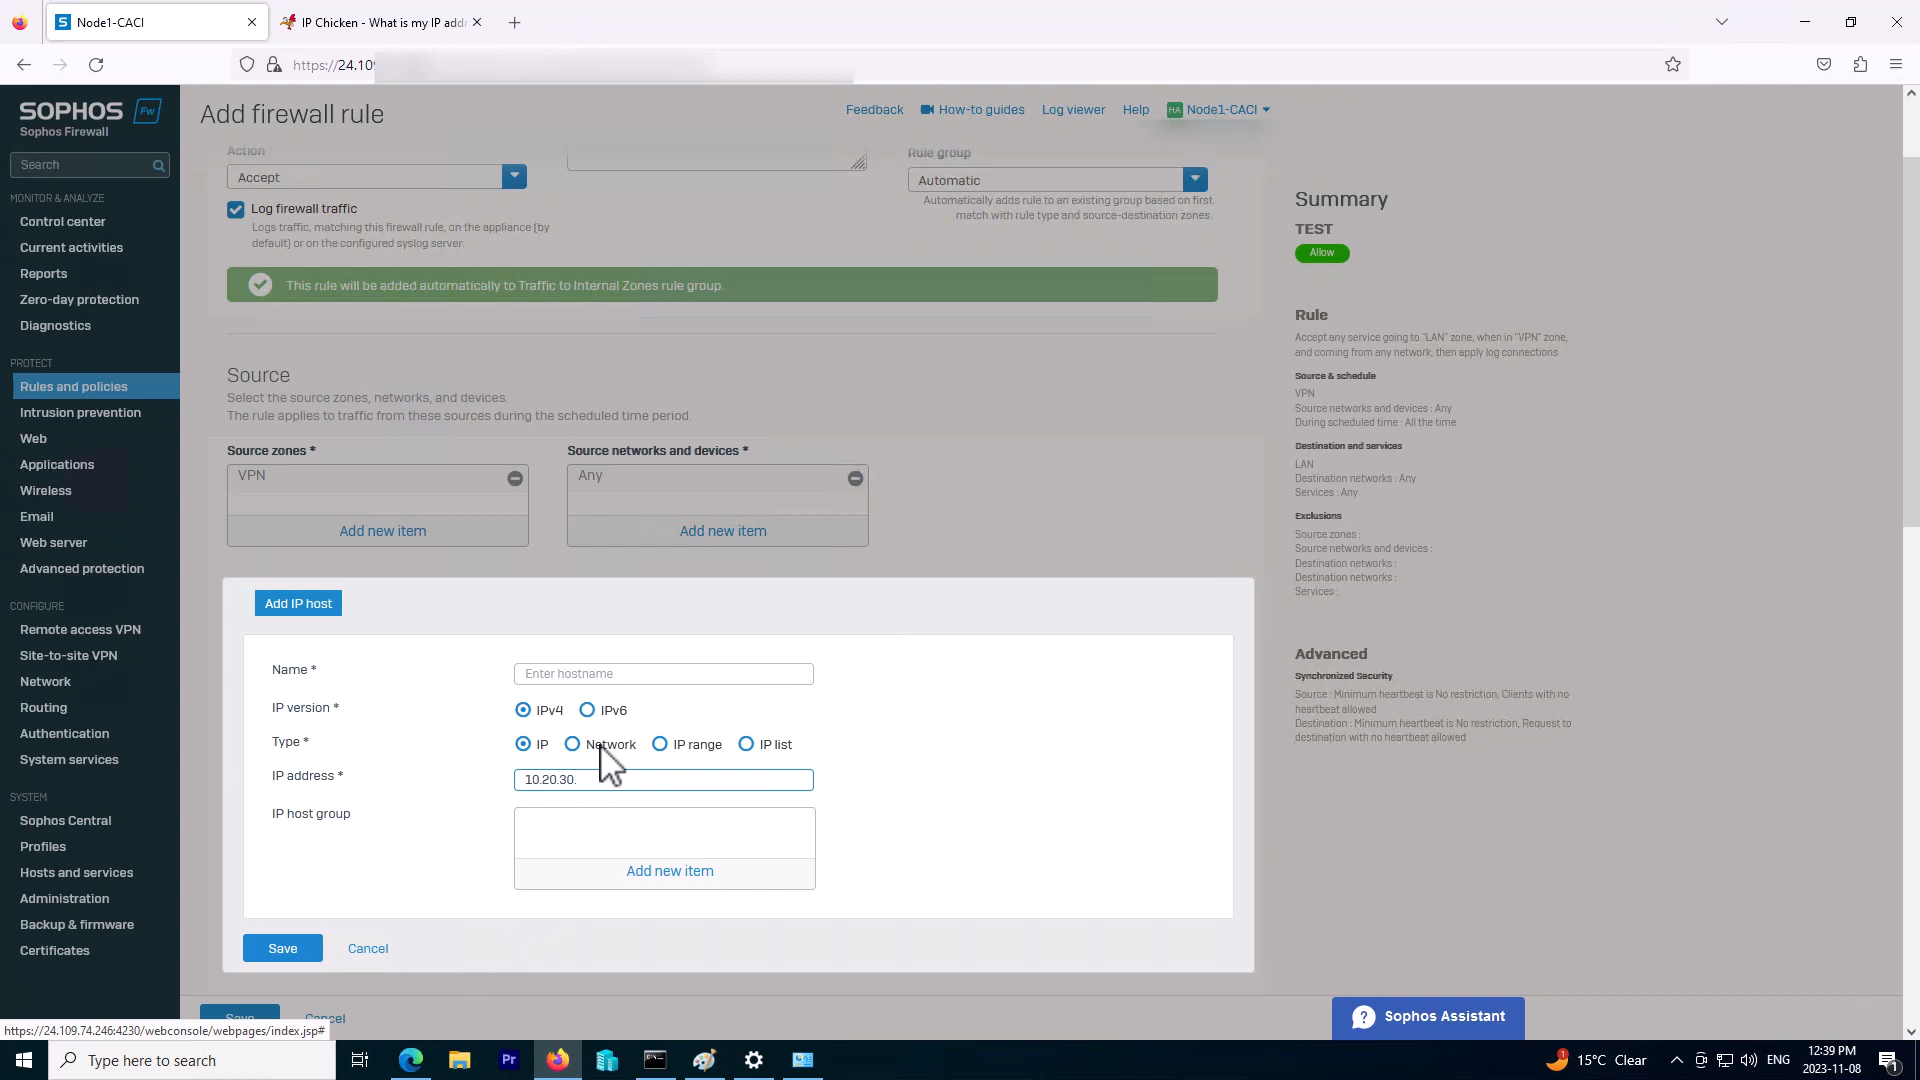 Node1-CACI
IP Chicken - What is my IP addr
https://24.109
SOPHOS Fw
Sophos Firewall
Search
MONITOR & ANALYZE
Control center
Current activities
Reports
Zero-day protection
Diagnostics
PROTECT
Rules and policies
Intrusion prevention
Web
Applications
Wireless
Email
Web server
Advanced protection
CONFIGURE
Remote access VPN
Site-to-site VPN
Network
Routing
Authentication
System services
SYSTEM
Sophos Central
Profiles
Hosts and services
Administration
Backup & firmware
Certificates
Add firewall rule
Feedback
How-to guides
Log viewer
Help
HA Node1-CACI
Action
Accept
Rule group
Automatic
Automatically adds rule to an existing group based on first
match with rule type and source-destination zones.
Log firewall traffic
Logs traffic, matching this firewall rule, on the appliance (by
default) or on the configured syslog server.
This rule will be added automatically to Traffic to Internal Zones rule group.
Source
Select the source zones, networks, and devices.
The rule applies to traffic from these sources during the scheduled time period.
Source zones *
VPN
Add new item
Source networks and devices *
Any
Add new item
Add IP host
Name *
Enter hostname
IP version *
IPv4
IPv6
Type *
IP
Network
IP range
IP list
IP address *
10.20.30.
IP host group
Add new item
Save
Cancel
Save
Cancel
Summary
TEST
Allow
Rule
Accept any service going to "LAN" zone, when in "VPN" zone,
and coming from any network, then apply log connections
Source & schedule
VPN
Source networks and devices : Any
During scheduled time : All the time
Destination and services
LAN
Destination networks : Any
Services : Any
Exclusions
Source zones :
Source networks and devices :
Destination networks :
Destination networks :
Services :
Advanced
Synchronized Security
Source : Minimum heartbeat is No restriction, Clients with no
heartbeat allowed
Destination : Minimum heartbeat is No restriction, Request to
destination with no heartbeat allowed
? Sophos Assistant
https://24.109.74.246:4230/webconsole/webpages/index.jsp#
Type here to search
Pr
1
15°C Clear
ENG
12:39 PM
2023-11-08
1